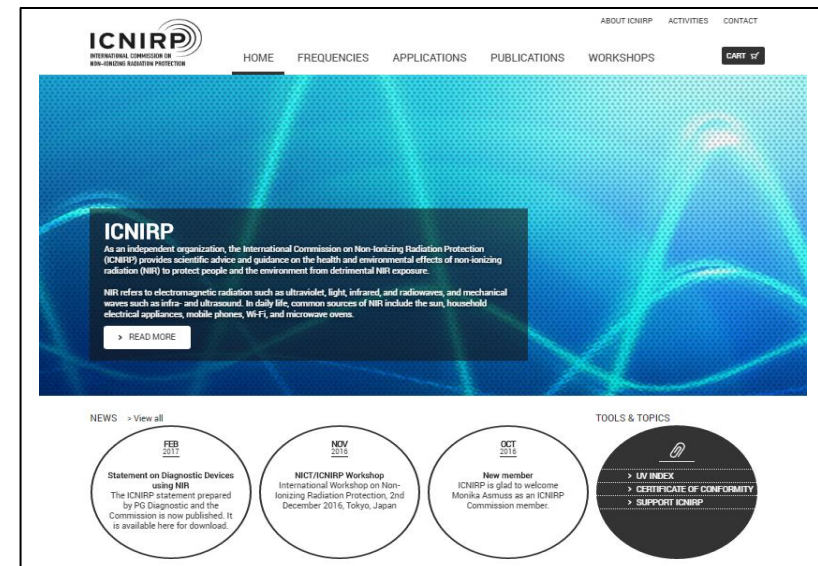 ABOUT ICNIRP ACTIVITIES CONTACT
ICNIRP
INTERNATIONAL COMMISSION ON
NON-IONIZING RADIATION PROTECTION
HOME FREQUENCIES APPLICATIONS PUBLICATIONS WORKSHOPS
CART
ICNIRP
As an independent organization, the International Commission on Non-Ionizing Radiation Protection
(ICNIRP) provides scientific advice and guidance on the health and environmental effects of non-ionizing
radiation (NIR) to protect people and the environment from detrimental NIR exposure.
NIR refers to electromagnetic radiation such as ultraviolet, light, infrared, and radiowaves, and mechanical
waves such as infra- and ultrasound. In daily life, common sources of NIR include the sun, household
electrical appliances, mobile phones, Wi-Fi, and microwave ovens.
> READ MORE
NEWS > View all
FEB
2017
Statement on Diagnostic Devices
using NIR
The ICNIRP statement prepared
by PG Diagnostic and the
Commission is now published. It
is available here for download.
NOV
2016
NICT/ICNIRP Workshop
International Workshop on Non-
Ionizing Radiation Protection, 2nd
December 2016, Tokyo, Japan
OCT
2016
New member
ICNIRP is glad to welcome
Monika Asmuss as an ICNIRP
Commission member.
TOOLS & TOPICS
> UV INDEX
> CERTIFICATE OF CONFORMITY
> SUPPORT ICNIRP